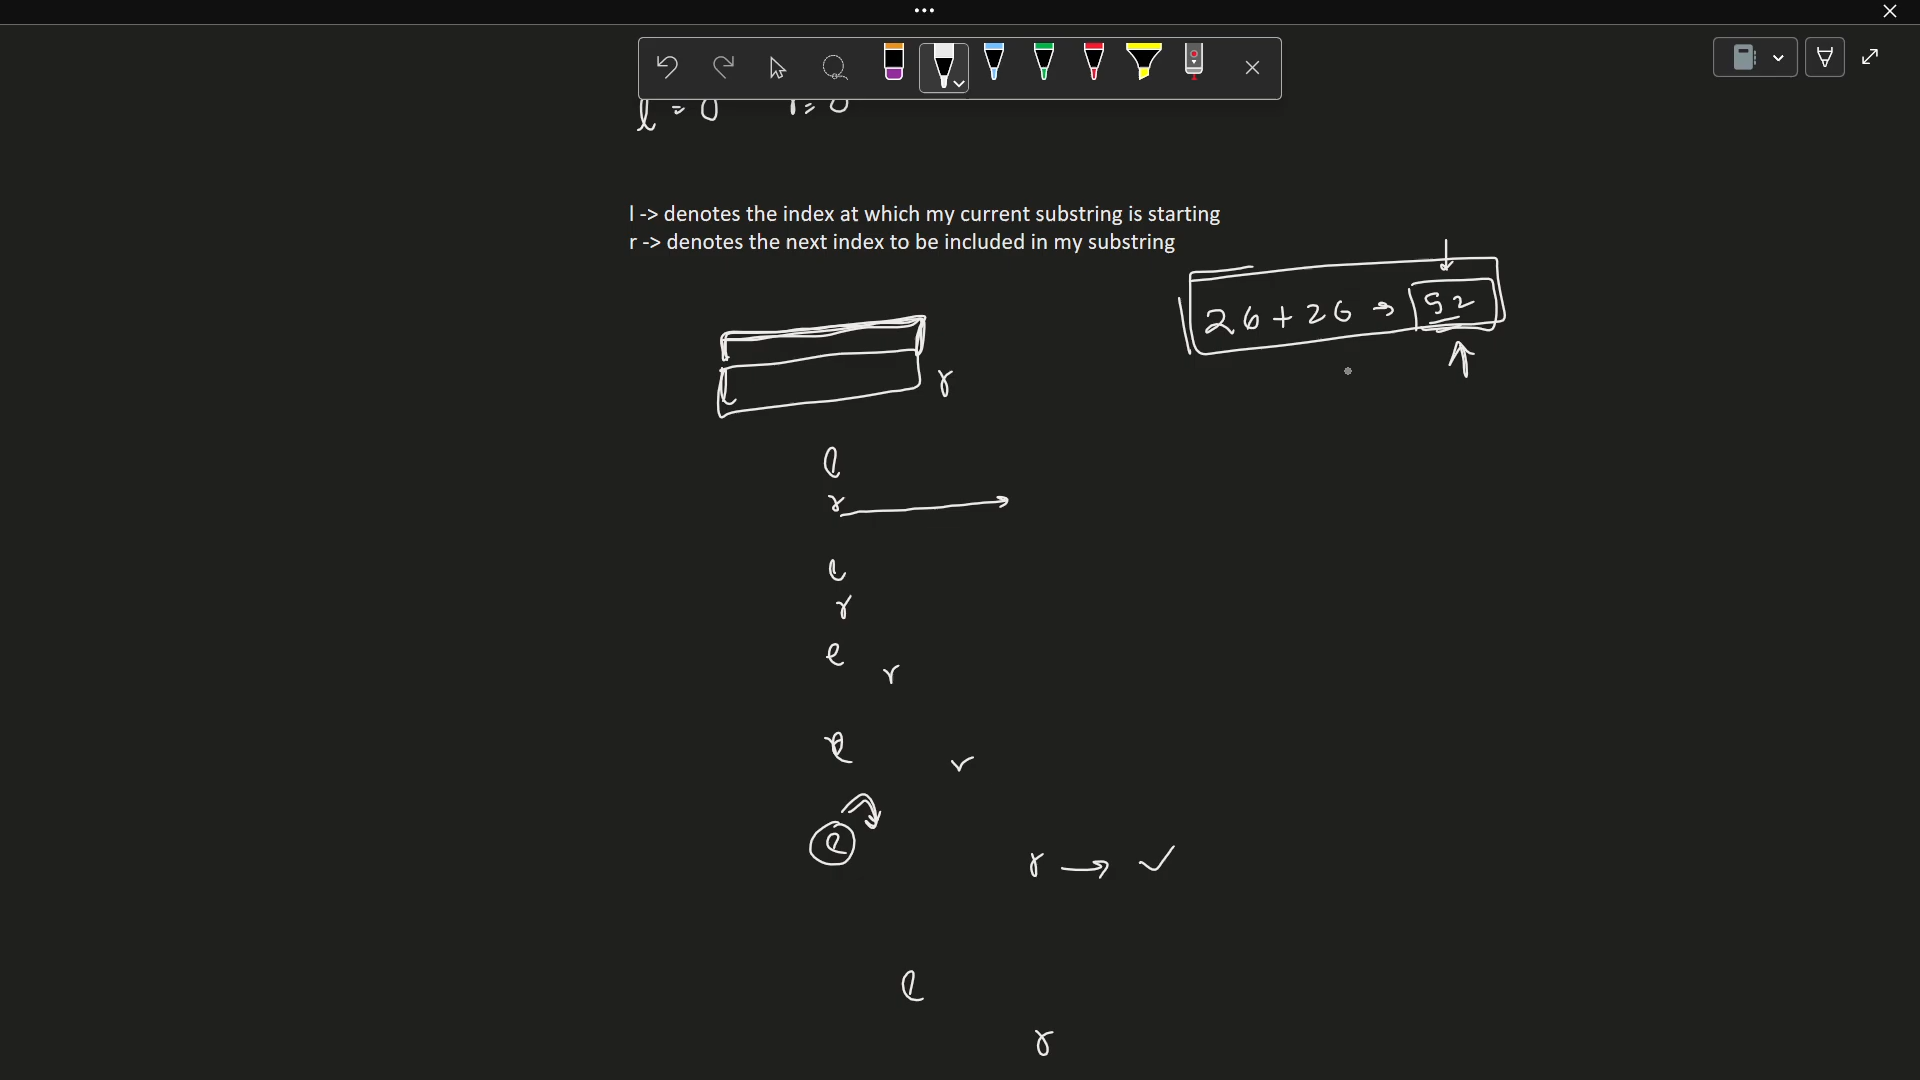 l = 0 r = 0
l -> denotes the index at which my current substring is starting
r -> denotes the next index to be included in my substring
26 + 26 → 52
l r
l
r
l
r
l
r
l
r
l
r → ✓
l
r